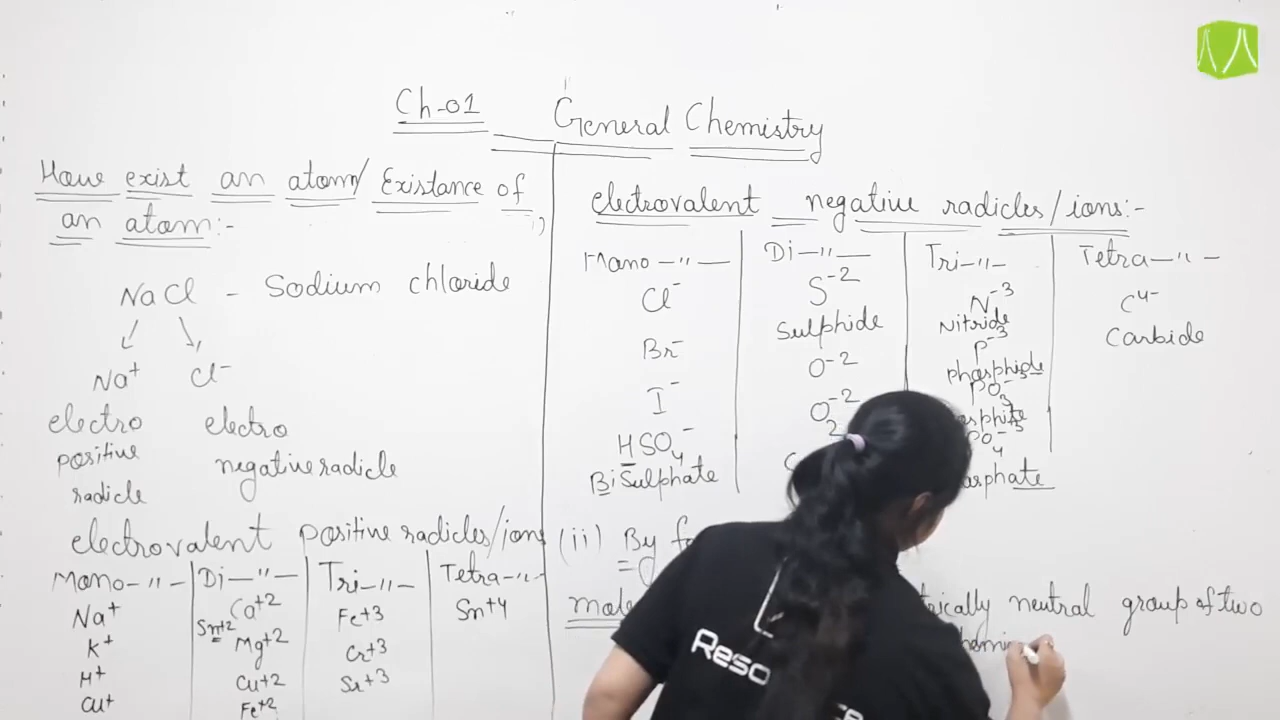 Ch-01 General Chemistry
How exist an atom/ Existance of
an atom:-
i)
NaCl - Sodium chloride
Na+ Cl-
electro electro
positive negative radicle
radicle
electrovalent positive radicles/ions
Mono-"- Di-"- Tri-"- Tetra-"-
Na+ Ca+2 Fe+3 Sn+4
Sn+2
K+ Mg+2 Cr+3
H+ Cu+2 Sr+3
Cu+ Fe+2
electrovalent negative radicles/ions:-
Mono-"- Di-"- Tri-"- Tetra-"-
Cl- S-2 N-3 C4-
Sulphide Nitride Carbide
Br- O-2 P-3
phosphide
I- O2-2 PO3-3
HSO4- PO4-3
BiSulphate
(ii) By
neutral group of two